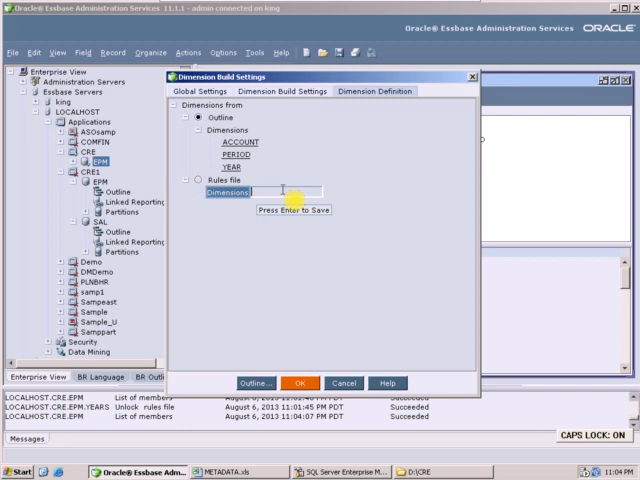 Oracle® Essbase Administration Services 11.1.1 - admin connected on king
Oracle® Essbase Administration Services ORACLE
File Edit View Field Record Organize Actions Options Tools Help
Enterprise View
Administration Servers
Essbase Servers
king
LOCALHOST
Applications
ASOsamp
COMFIN
CRE
EPM
CRE1
EPM
Outline
Linked Reporting
Partitions
SAL
Outline
Linked Reporting
Partitions
Demo
DMDemo
PLNBHR
samp1
Sampeast
Sample
Sample_U
Samppart
Security
Data Mining
Enterprise View BR Language BR Outli
Dimension Build Settings
Global Settings Dimension Build Settings Dimension Definition
Dimensions from
Outline
Dimensions
ACCOUNT
PERIOD
YEAR
Rules file
Dimensions
Press Enter to Save
Outline... OK Cancel Help
LOCALHOST.CRE.EPM List of members August 6, 2013 11:01:40 PM PDT Succeeded
LOCALHOST.CRE.EPM.YEARS Unlock rules file August 6, 2013 11:01:45 PM PDT Succeeded
LOCALHOST.CRE.EPM List of members August 6, 2013 11:04:07 PM PDT Succeeded
Messages
CAPS LOCK: ON
Start Oracle® Essbase Adm... METADATA.xls SQL Server Enterprise M... D:\CRE 11:04 PM